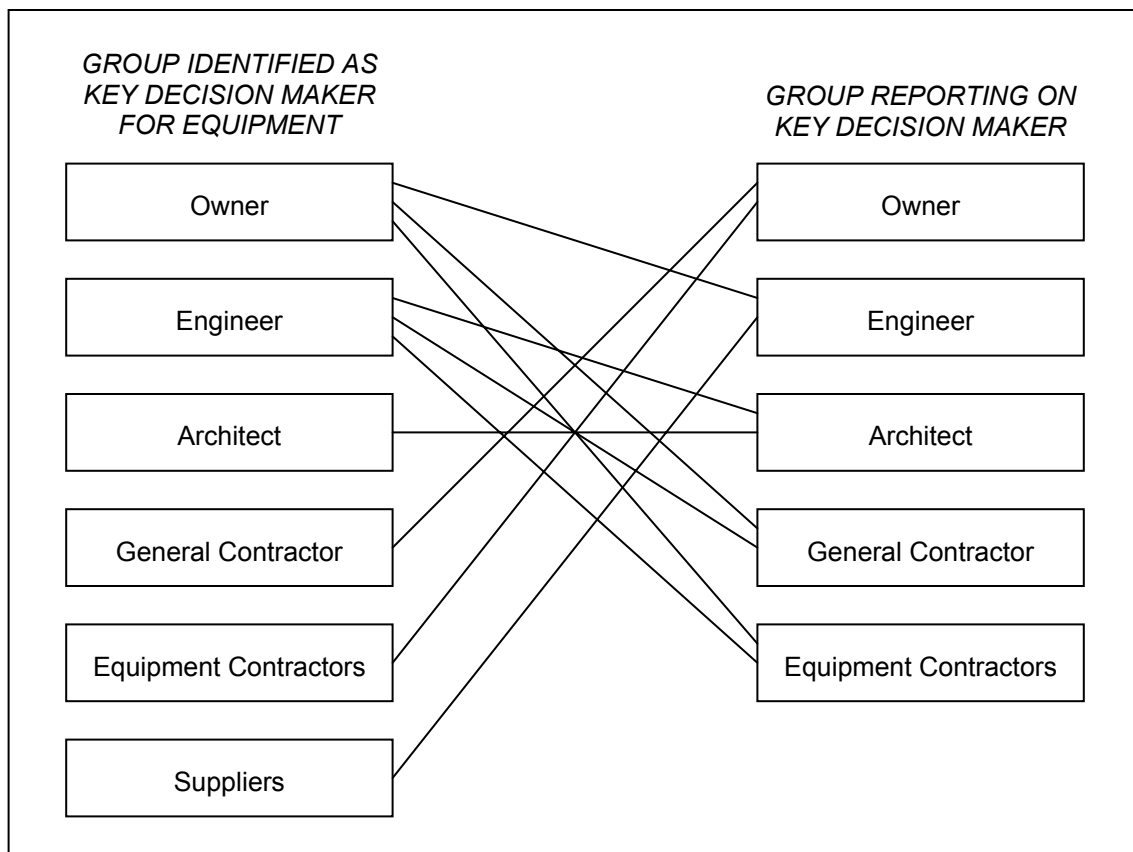 GROUP IDENTIFIED AS
KEY DECISION MAKER
FOR EQUIPMENT
GROUP REPORTING ON
KEY DECISION MAKER
Owner
Owner
Engineer
Engineer
Architect
Architect
General Contractor
General Contractor
Equipment Contractors
Equipment Contractors
Suppliers